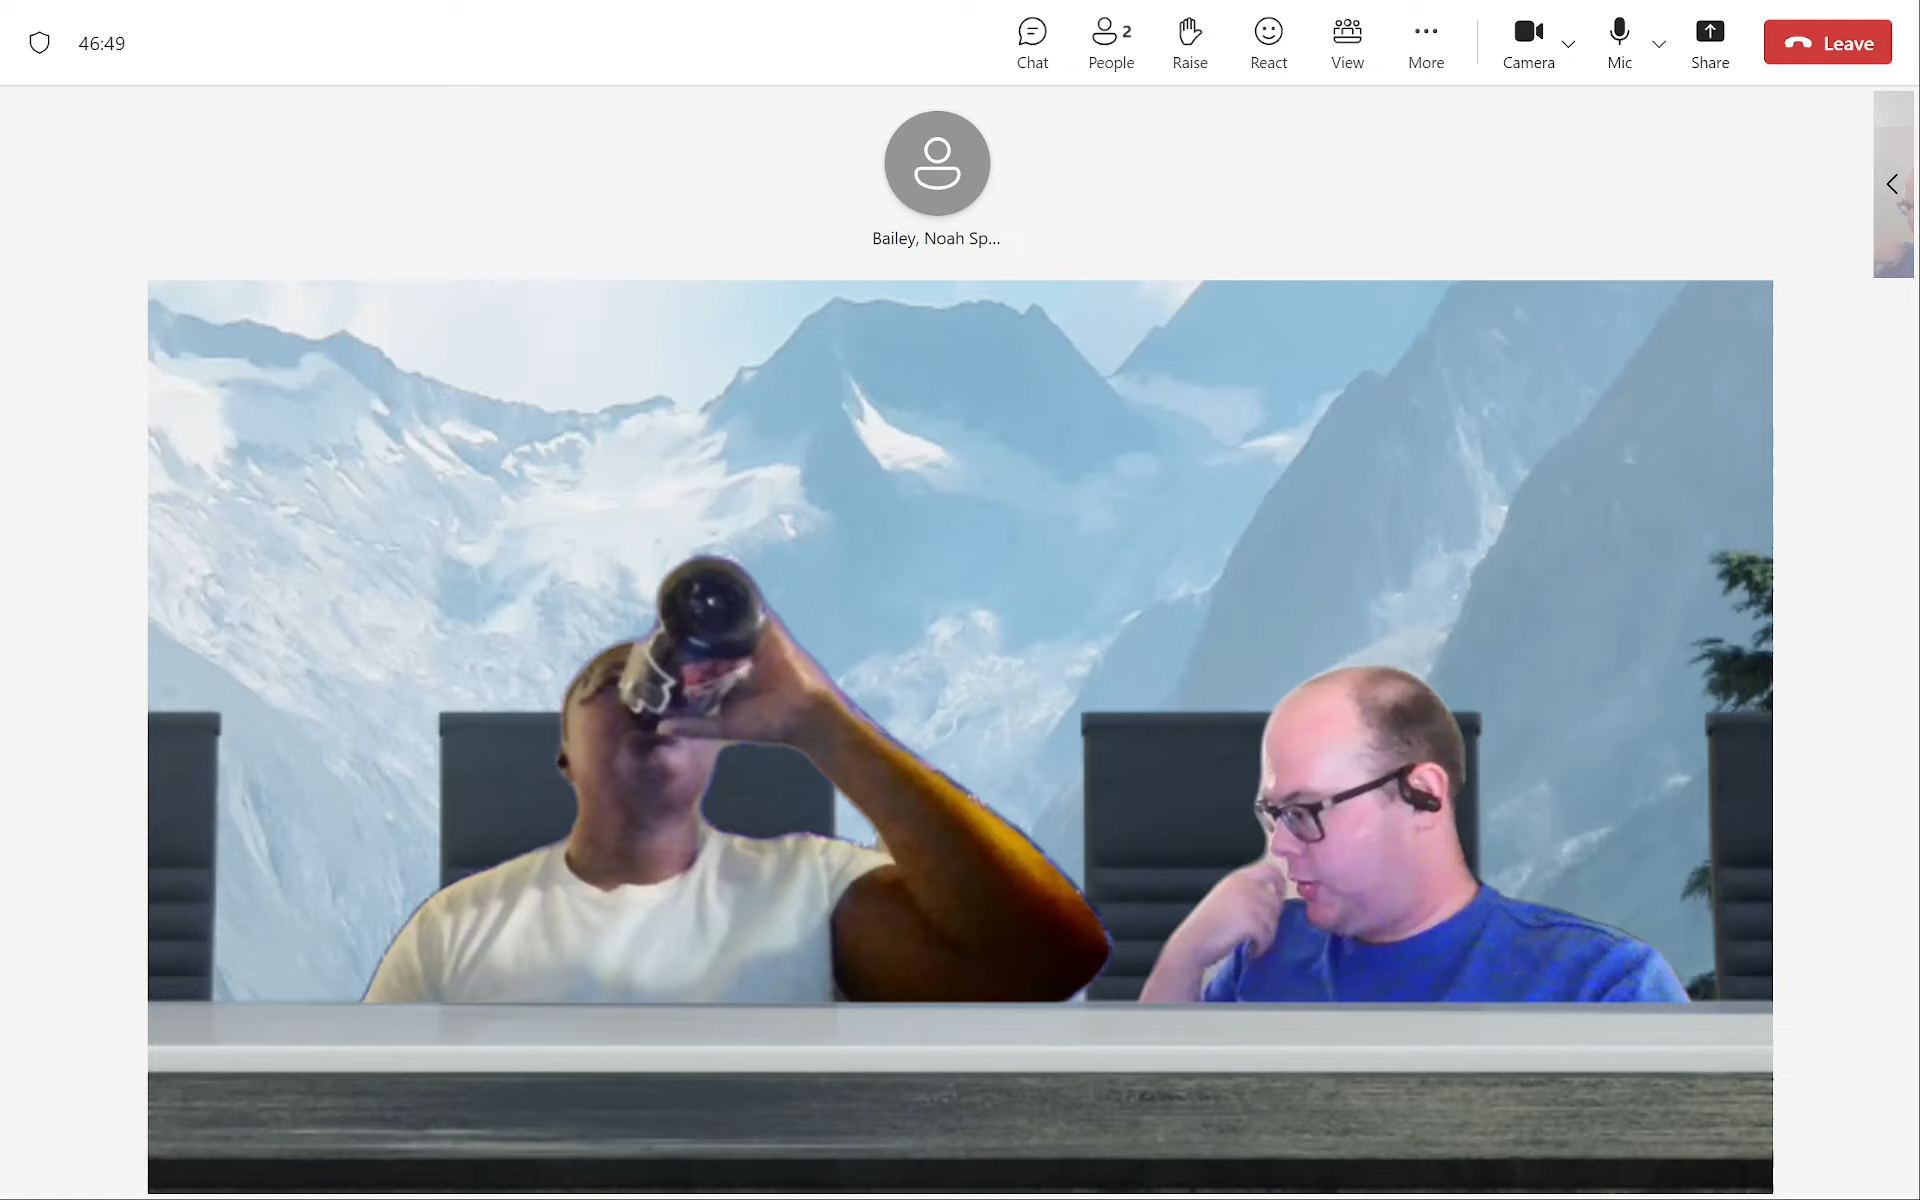 46:49
Chat
People 2
Raise
React
View
More
Camera
Mic
Share
Leave
Bailey, Noah Sp...